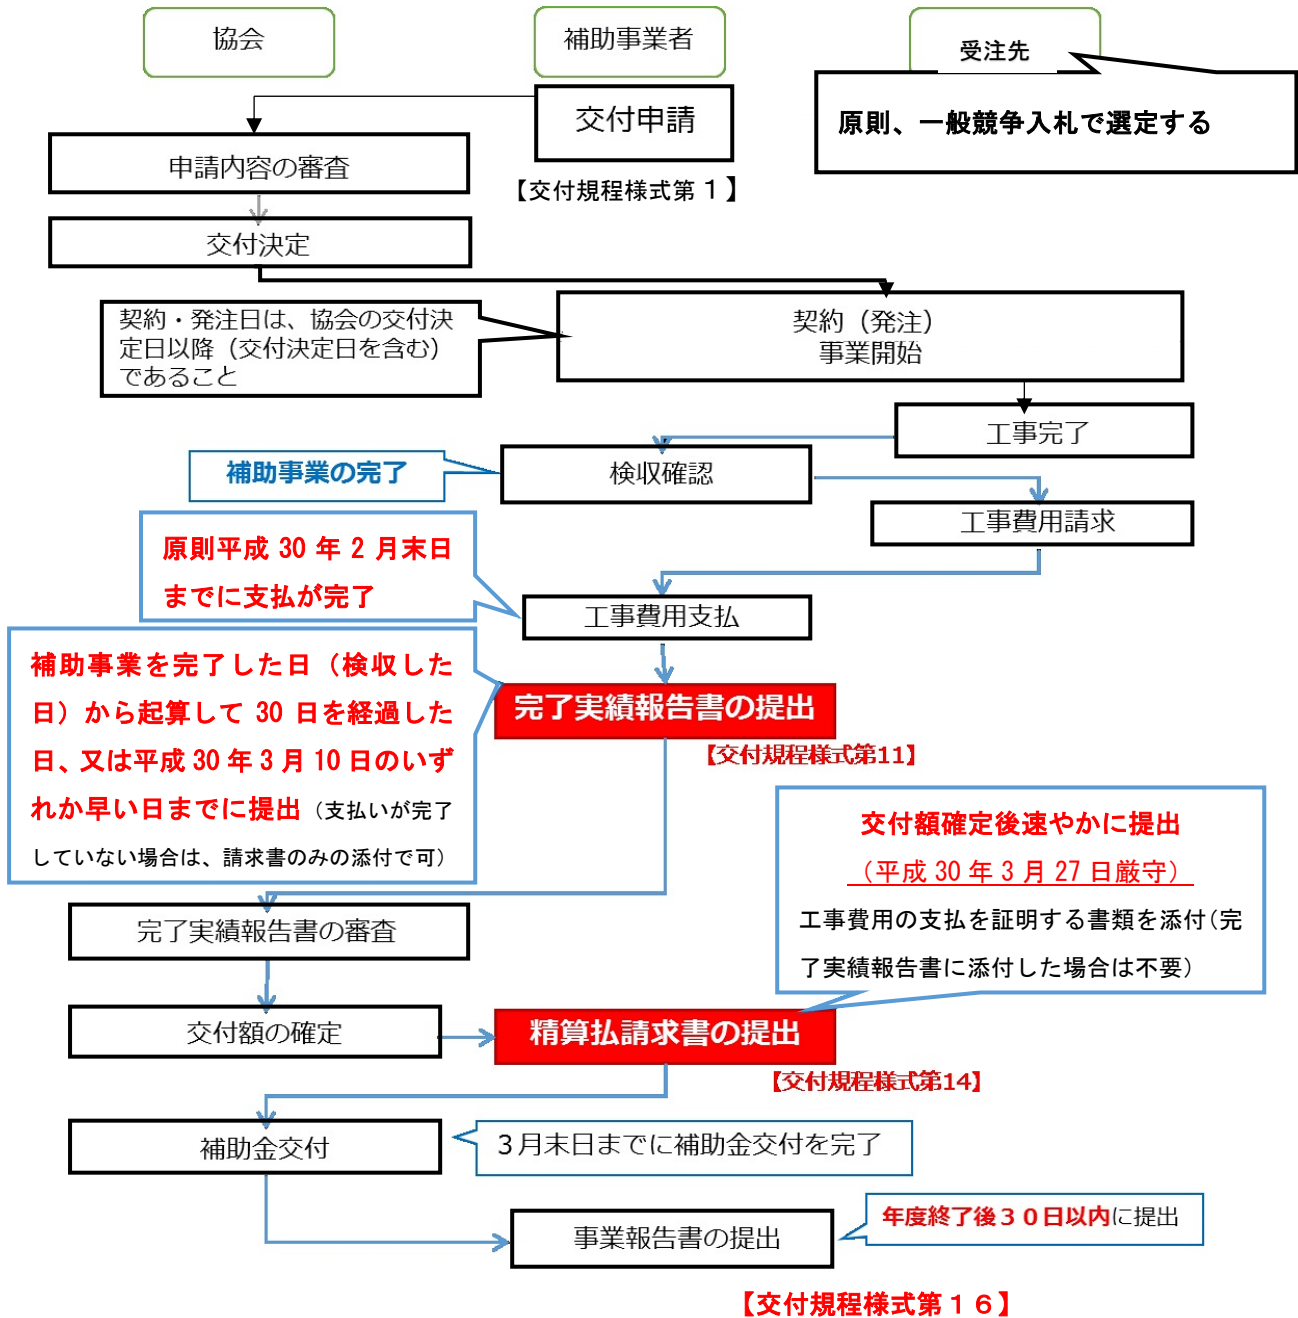 協会
補助事業者
受注先
交付申請
原則、一般競争入札で選定する
申請内容の審査
【交付規程様式第１】
交付決定
契約・発注日は、協会の交付決
定日以降（交付決定日を含む）
であること
契約（発注）
事業開始
工事完了
補助事業の完了
検収確認
工事費用請求
原則平成 30 年 2 月末日
までに支払が完了
工事費用支払
補助事業を完了した日（検収した
日）から起算して 30 日を経過した
日、又は平成 30 年 3 月 10 日のいず
れか早い日までに提出（支払いが完了
していない場合は、請求書のみの添付で可）
完了実績報告書の提出
【交付規程様式第11】
交付額確定後速やかに提出
（平成 30 年 3 月 27 日厳守）
工事費用の支払を証明する書類を添付（完
了実績報告書に添付した場合は不要）
完了実績報告書の審査
交付額の確定
精算払請求書の提出
【交付規程様式第14】
補助金交付
３月末日までに補助金交付を完了
年度終了後３０日以内に提出
事業報告書の提出
【交付規程様式第１６】